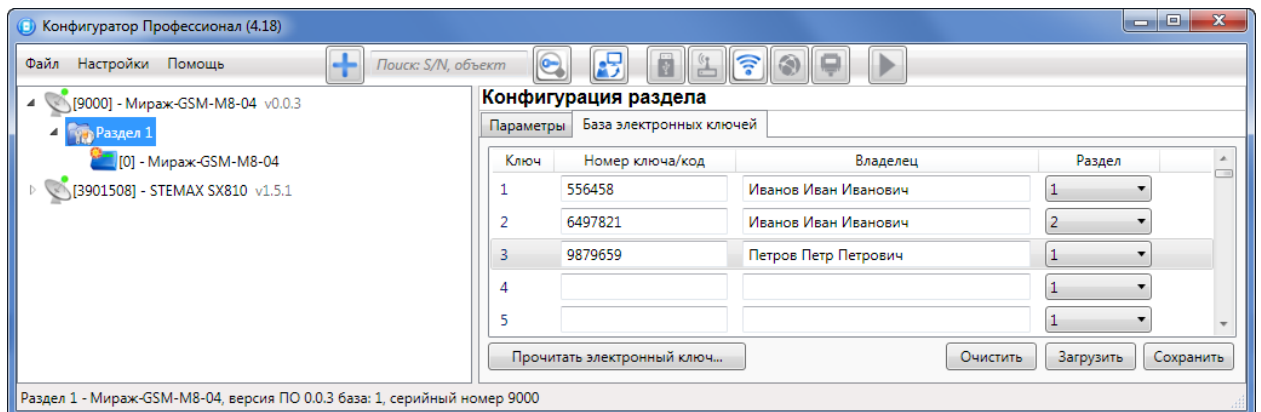 Конфигуратор Профессионал (4.18)
Файл Настройки Помощь Поиск: S/N, объект
[9000] - Мираж-GSM-M8-04 v0.0.3
Раздел 1
[0] - Мираж-GSM-M8-04
[3901508] - STEMAX SX810 v1.5.1
Конфигурация раздела
Параметры База электронных ключей
Ключ Номер ключа/код Владелец Раздел
1 556458 Иванов Иван Иванович 1
2 6497821 Иванов Иван Иванович 2
3 9879659 Петров Петр Петрович 1
4 1
5 1
Прочитать электронный ключ... Очистить Загрузить Сохранить
Раздел 1 - Мираж-GSM-M8-04, версия ПО 0.0.3 база: 1, серийный номер 9000